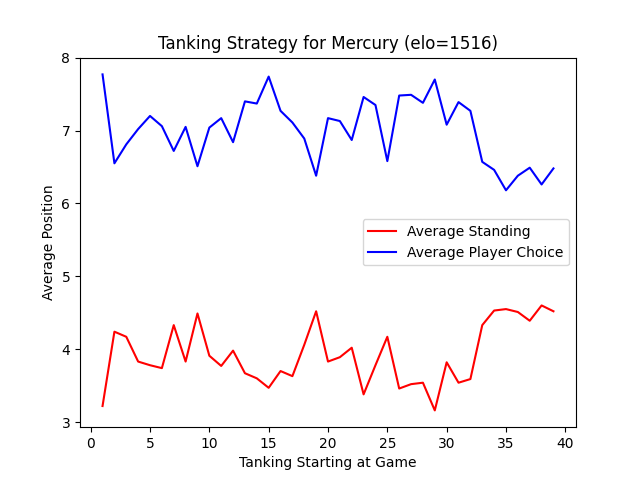 Tanking Strategy for Mercury (elo=1516)
8
7
6
5
4
3
Average Position
Average Standing
Average Player Choice
0 5 10 15 20 25 30 35 40
Tanking Starting at Game